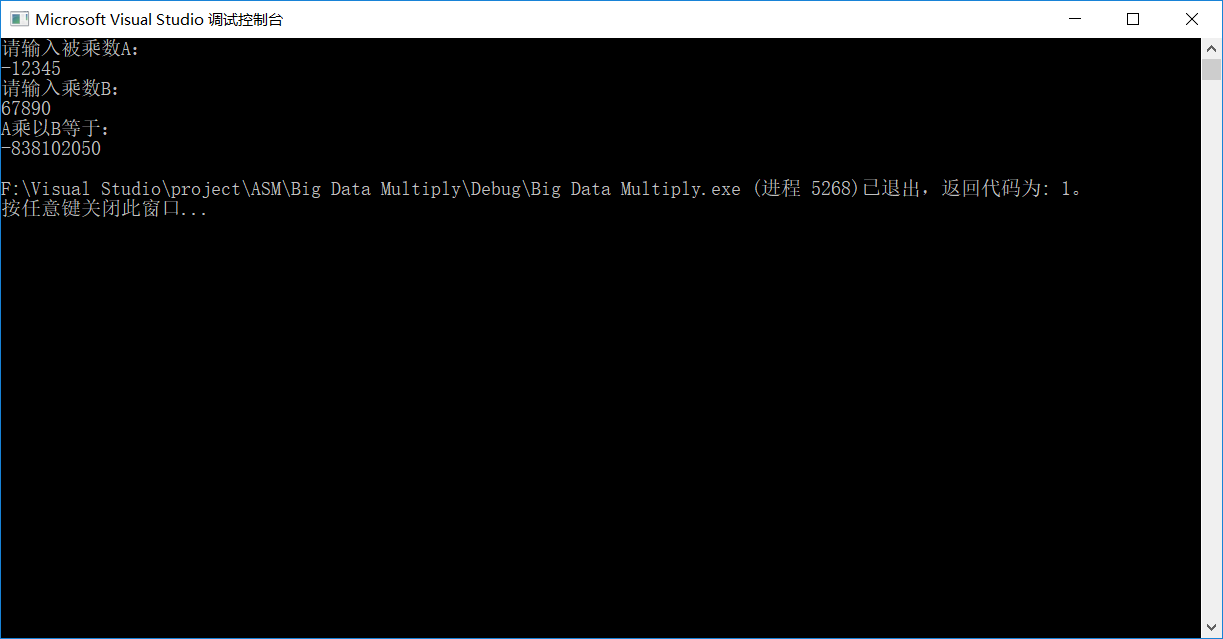 Microsoft Visual Studio 调试控制台
请输入被乘数A:
-12345
请输入乘数B:
67890
A乘以B等于:
-838102050
F:\Visual Studio\project\ASM\Big Data Multiply\Debug\Big Data Multiply.exe (进程 5268)已退出，返回代码为: 1。
按任意键关闭此窗口...